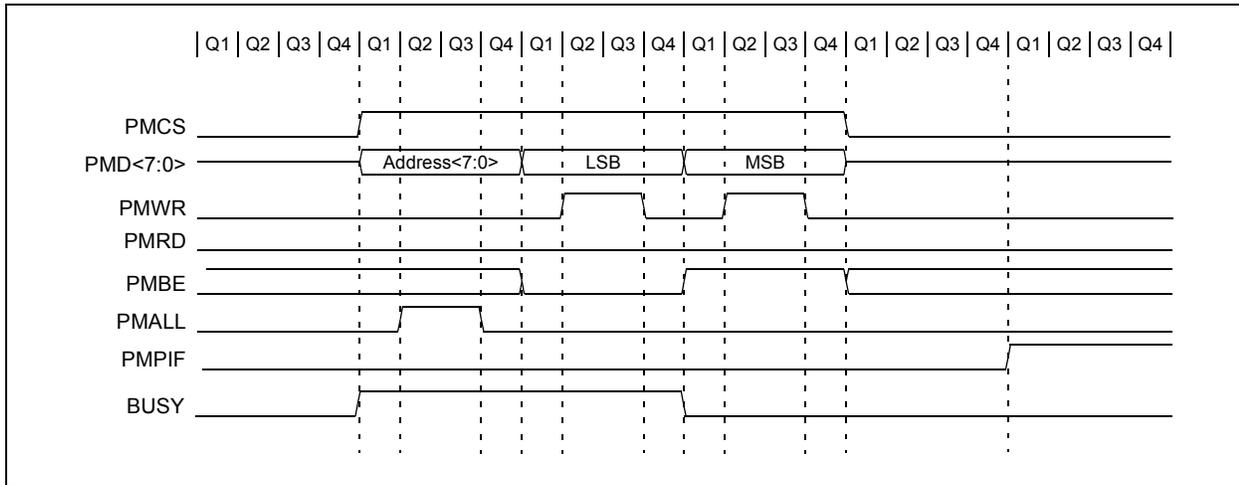 Q1 Q2 Q3 Q4 Q1 Q2 Q3 Q4 Q1 Q2 Q3 Q4 Q1 Q2 Q3 Q4 Q1 Q2 Q3 Q4 Q1 Q2 Q3 Q4
PMCS
PMD<7:0> Address<7:0> LSB MSB
PMWR
PMRD
PMBE
PMALL
PMPIF
BUSY